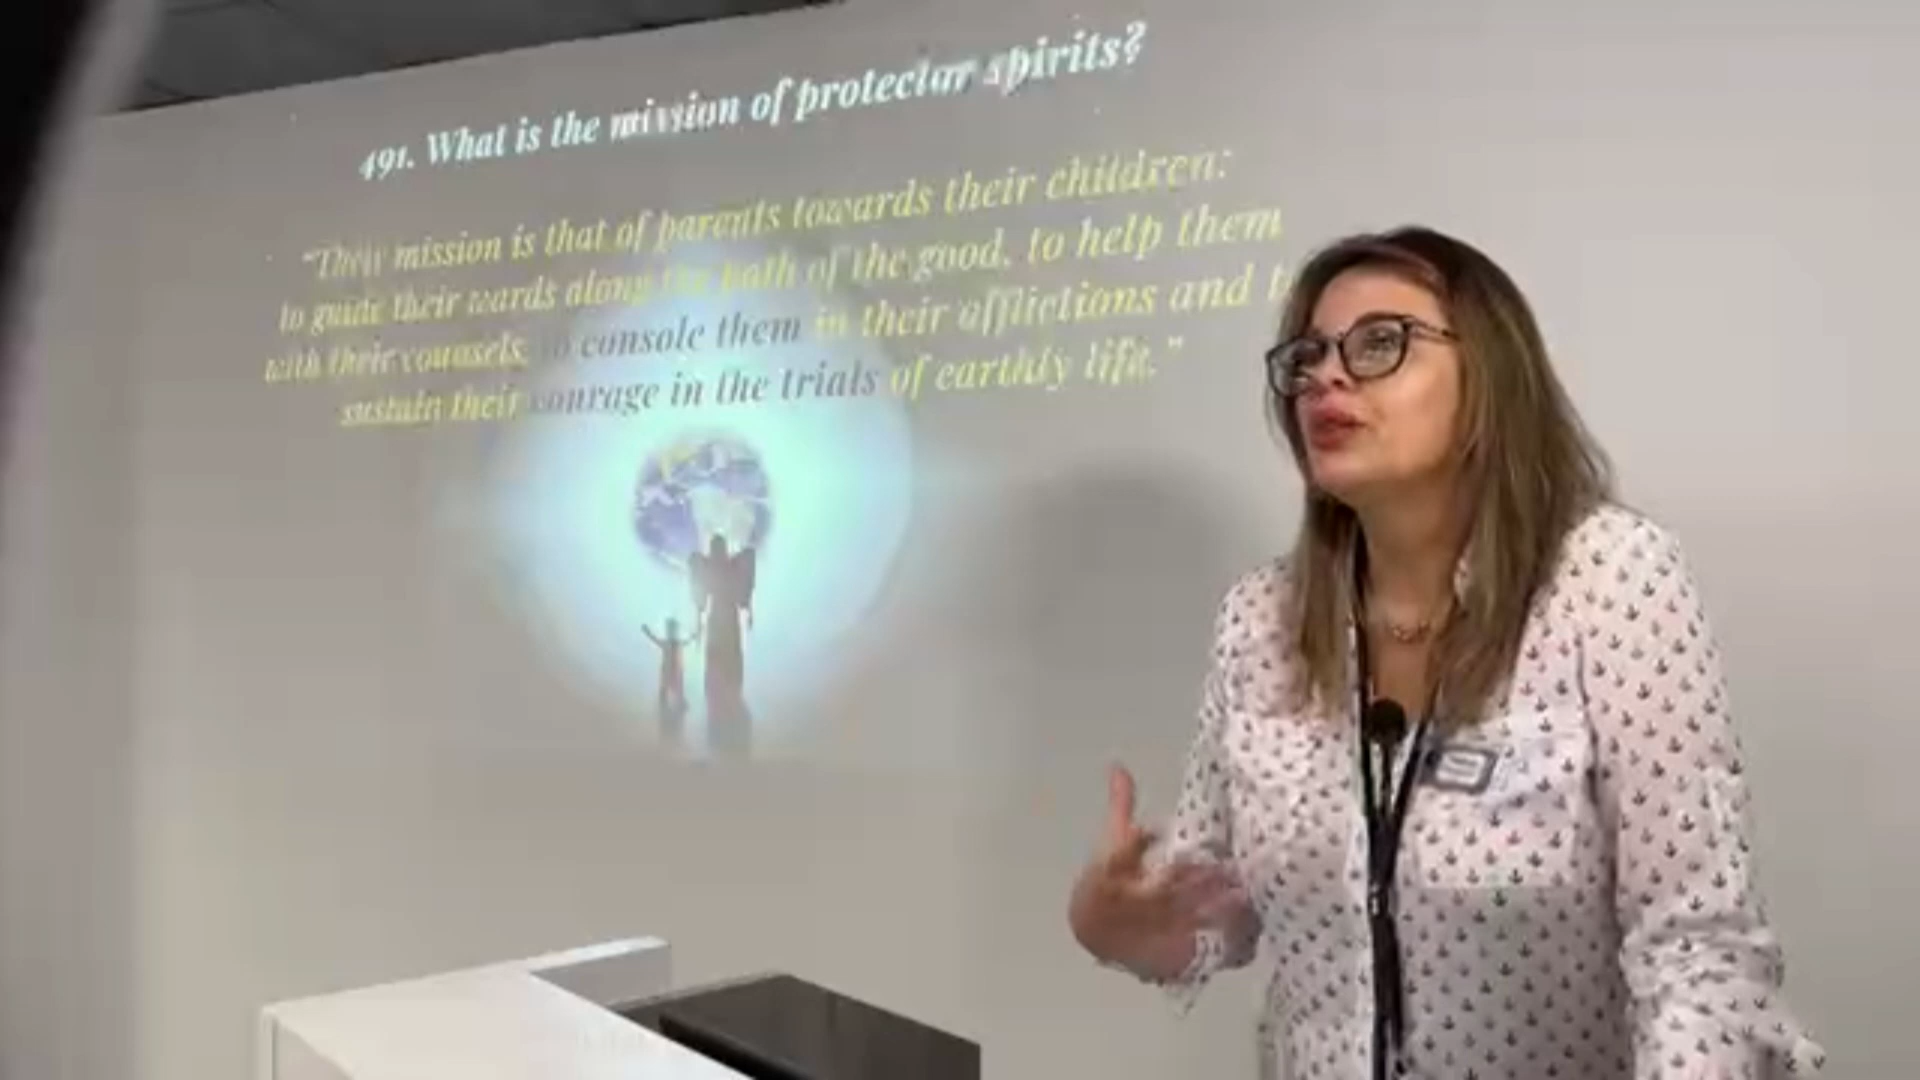 491. What is the mission of protector spirits?
“Their mission is that of parents towards their children:
to guide their wards along the path of the good, to help them
with their counsels, to console them in their afflictions and to
sustain their courage in the trials of earthly life.”